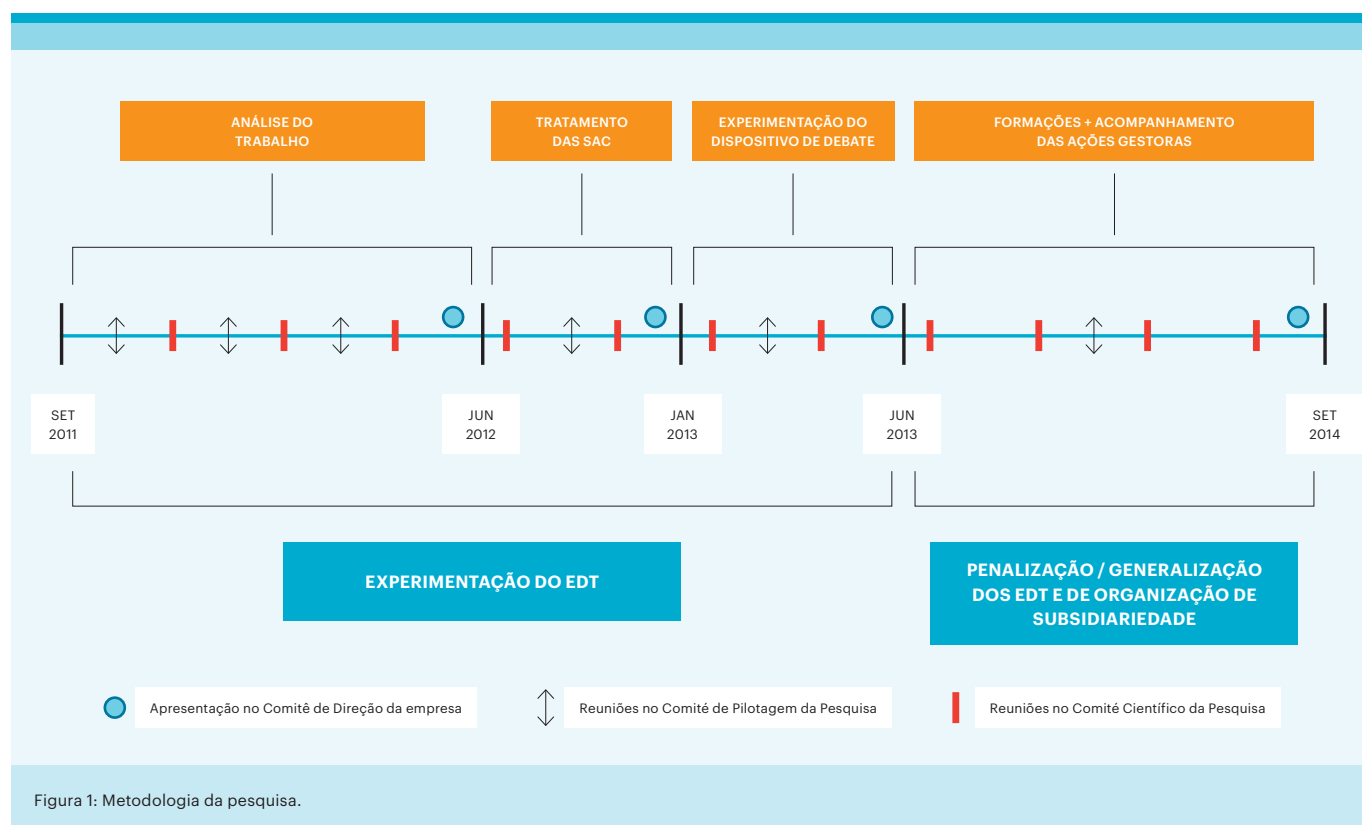 ANÁLISE DO
TRABALHO
TRATAMENTO
DAS SAC
EXPERIMENTAÇÃO DO
DISPOSITIVO DE DEBATE
FORMAÇÕES + ACOMPANHAMENTO
DAS AÇÕES GESTORAS
SET
2011
JUN
2012
JAN
2013
JUN
2013
SET
2014
EXPERIMENTAÇÃO DO EDT
PENALIZAÇÃO / GENERALIZAÇÃO
DOS EDT E DE ORGANIZAÇÃO DE
SUBSIDIARIEDADE
Apresentação no Comitê de Direção da empresa
Reuniões no Comité de Pilotagem da Pesquisa
Reuniões no Comité Científico da Pesquisa
Figura 1: Metodologia da pesquisa.